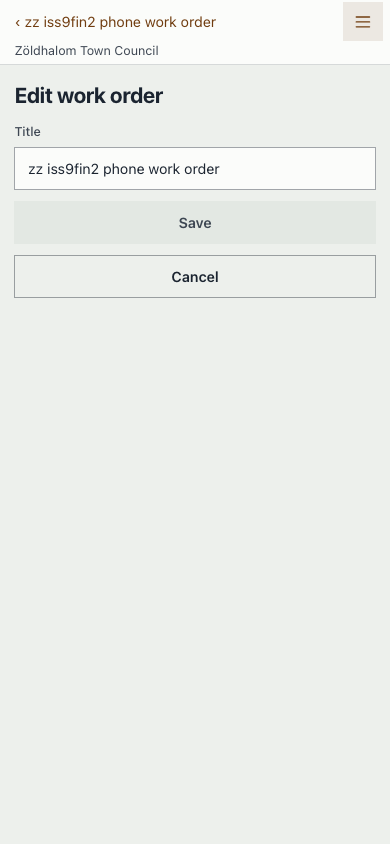 ‹ zz iss9fin2 phone work order
Zöldhalom Town Council
Edit work order
Title
zz iss9fin2 phone work order
Save
Cancel